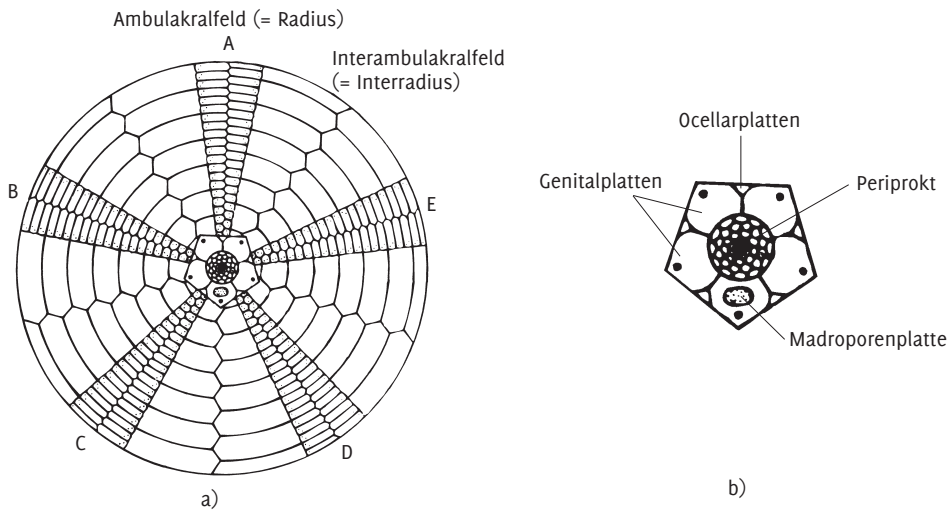 Ambulakralfeld (= Radius)
A
Interambulakralfeld
(= Interradius)
B
E
C
D
a)
Ocellarplatten
Genitalplatten
Periprokt
Madroporenplatte
b)